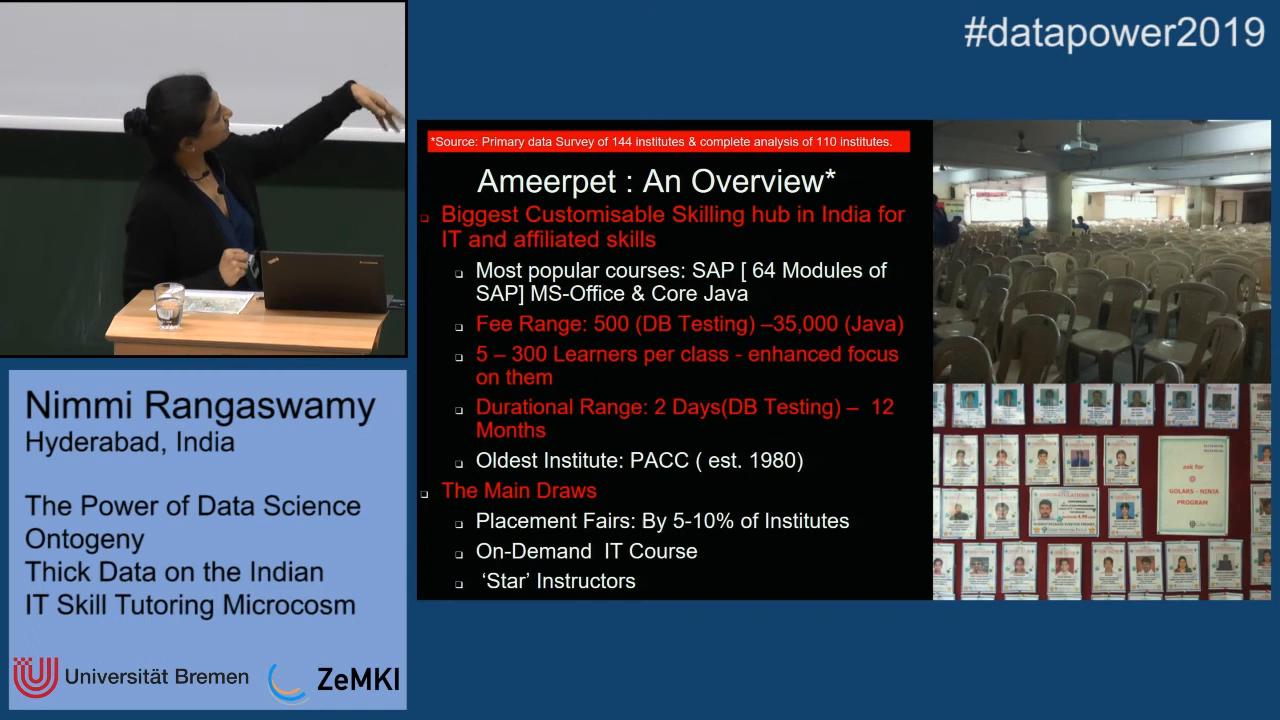 #datapower2019
*Source: Primary data Survey of 144 institutes & complete analysis of 110 institutes.
Ameerpet : An Overview*
Biggest Customisable Skilling hub in India for
IT and affiliated skills
Most popular courses: SAP [ 64 Modules of
SAP] MS-Office & Core Java
Fee Range: 500 (DB Testing) –35,000 (Java)
5 – 300 Learners per class - enhanced focus
on them
Durational Range: 2 Days(DB Testing) – 12
Months
Oldest Institute: PACC ( est. 1980)
The Main Draws
Placement Fairs: By 5-10% of Institutes
On-Demand IT Course
‘Star’ Instructors
ask for
@
GOLARS - NINJA
PROGRAM
CONGRATULATIONS
Nimmi Rangaswamy
Hyderabad, India
The Power of Data Science
Ontogeny
Thick Data on the Indian
IT Skill Tutoring Microcosm
Universität Bremen
ZeMKI